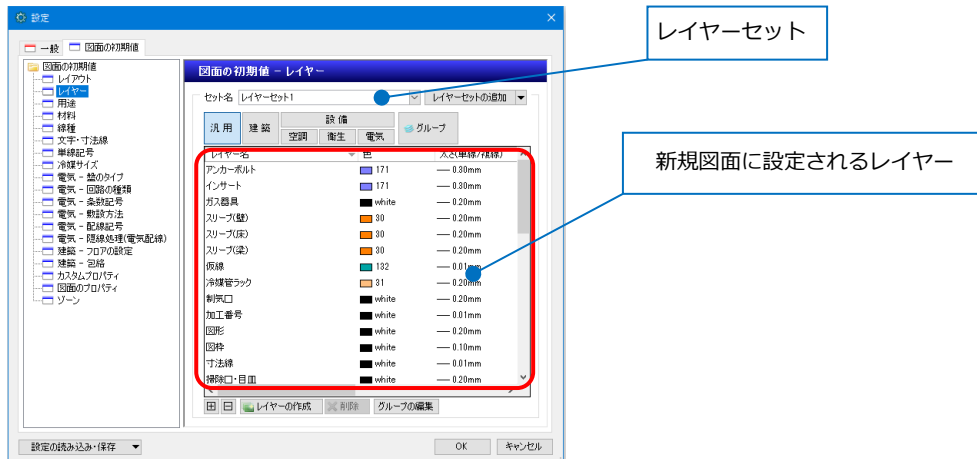 設定
一般 図面の初期値
図面の初期値
レイアウト
レイヤー
用途
材料
線種
文字・寸法線
単線記号
冷媒サイズ
電気 - 盤のタイプ
電気 - 回路の種類
電気 - 条数記号
電気 - 敷設方法
電気 - 配線記号
電気 - 隠線処理(電気配線)
建築 - フロアの設定
建築 - 包絡
カスタムプロパティ
図面のプロパティ
ゾーン
図面の初期値 - レイヤー
セット名 レイヤーセット1 レイヤーセットの追加
汎用 建築 設備 グループ
空調 衛生 電気
レイヤー名 色 太さ(単線/複線)
アンカーボルト 171 0.30mm
インサート 171 0.30mm
ガス器具 white 0.20mm
スリーブ(壁) 30 0.20mm
スリーブ(床) 30 0.20mm
スリーブ(梁) 30 0.20mm
仮線 132 0.01mm
冷媒管ラック 31 0.20mm
制気口 white 0.20mm
加工番号 white 0.01mm
図形 white 0.20mm
図枠 white 0.10mm
寸法線 white 0.01mm
掃除口・目皿 white 0.20mm
レイヤーの作成 削除 グループの編集
設定の読み込み・保存 OK キャンセル
レイヤーセット
新規図面に設定されるレイヤー